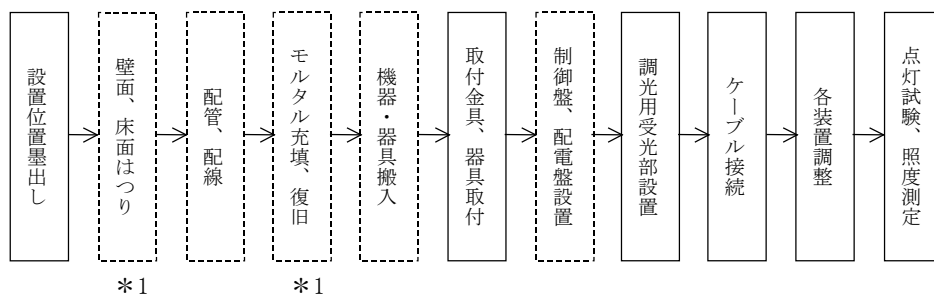 設置位置墨出し
壁面、床面はつり
配管、配線
モルタル充填、復旧
機器・器具搬入
取付金具、器具取付
制御盤、配電盤設置
調光用受光部設置
ケーブル接続
各装置調整
点灯試験、照度測定
＊1
＊1